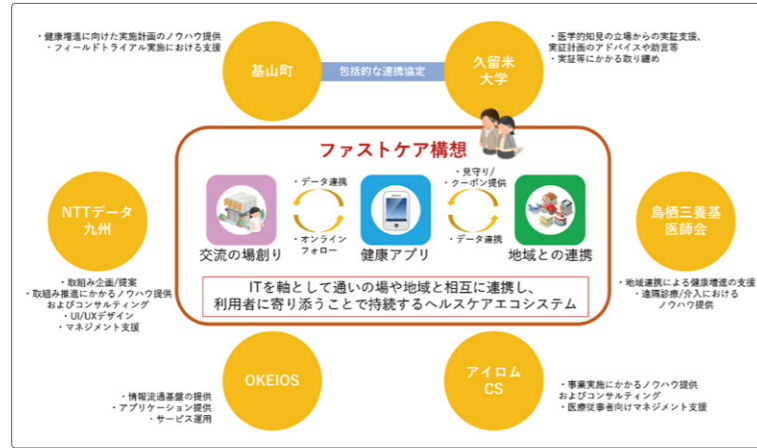 ・健康増進に向けた実施計画のノウハウ提供
・フィールドトライアル実施における支援
基山町
包括的な連携協定
久留米
大学
・医学的知見の立場からの実証支援、
実証計画のアドバイスや助言等
・実証等にかかる取り纏め
ファストケア構想
・データ連携
・オンライン
フォロー
・見守り/
・クーポン提供
・データ連携
交流の場創り
健康アプリ
地域との連携
ITを軸として通いの場や地域と相互に連携し、
利用者に寄り添うことで持続するヘルスケアエコシステム
NTTデータ
九州
・取組み企画/提案
・取組み推進にかかるノウハウ提供
およびコンサルティング
・UI/UXデザイン
・マネジメント支援
鳥栖三養基
医師会
・地域連携による健康増進の支援
・遠隔診療/介入における
ノウハウ提供
OKEIOS
・情報流通基盤の提供
・アプリケーション提供
・サービス運用
アイロム
CS
・事業実施にかかるノウハウ提供
およびコンサルティング
・医療従事者向けマネジメント支援